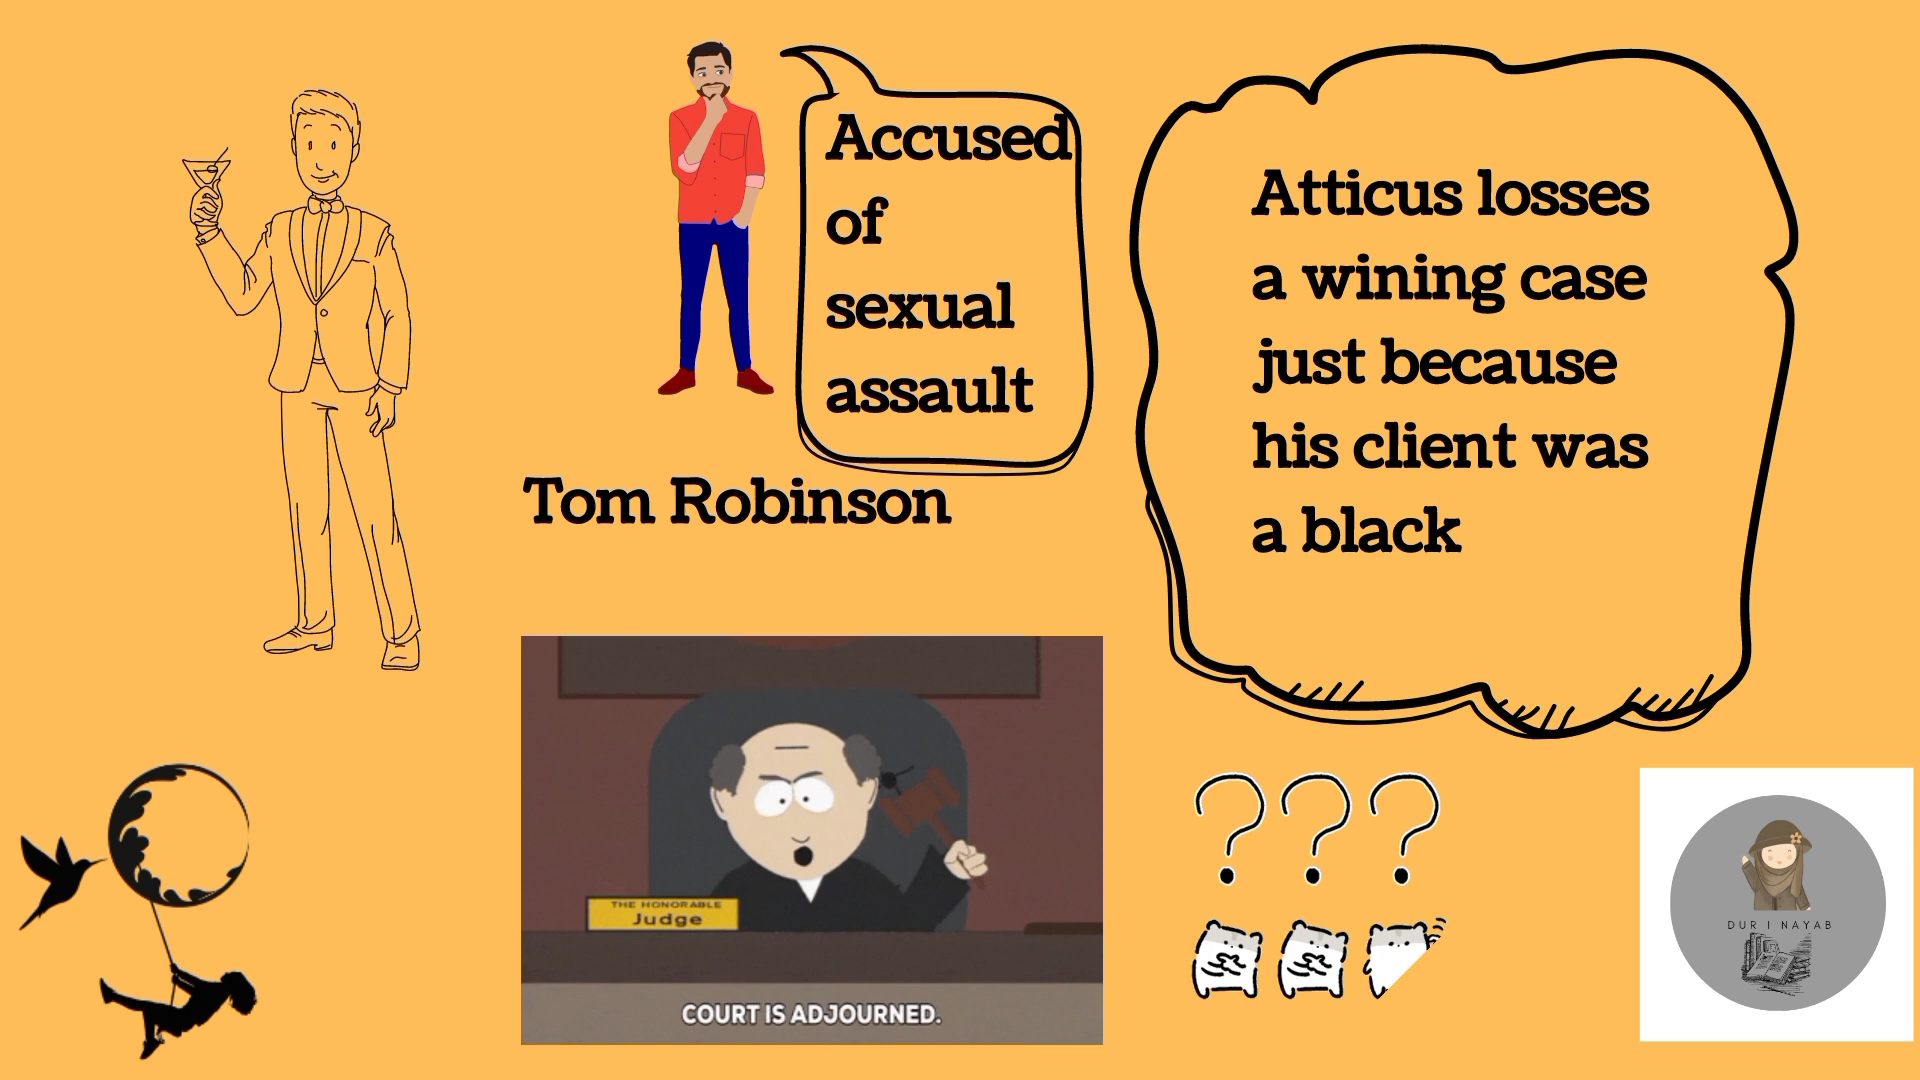 Accused
of
sexual
assault
Tom Robinson
Atticus losses
a wining case
just because
his client was
a black
THE HONORABLE
Judge
COURT IS ADJOURNED.
? ? ?
DUR I NAYAB